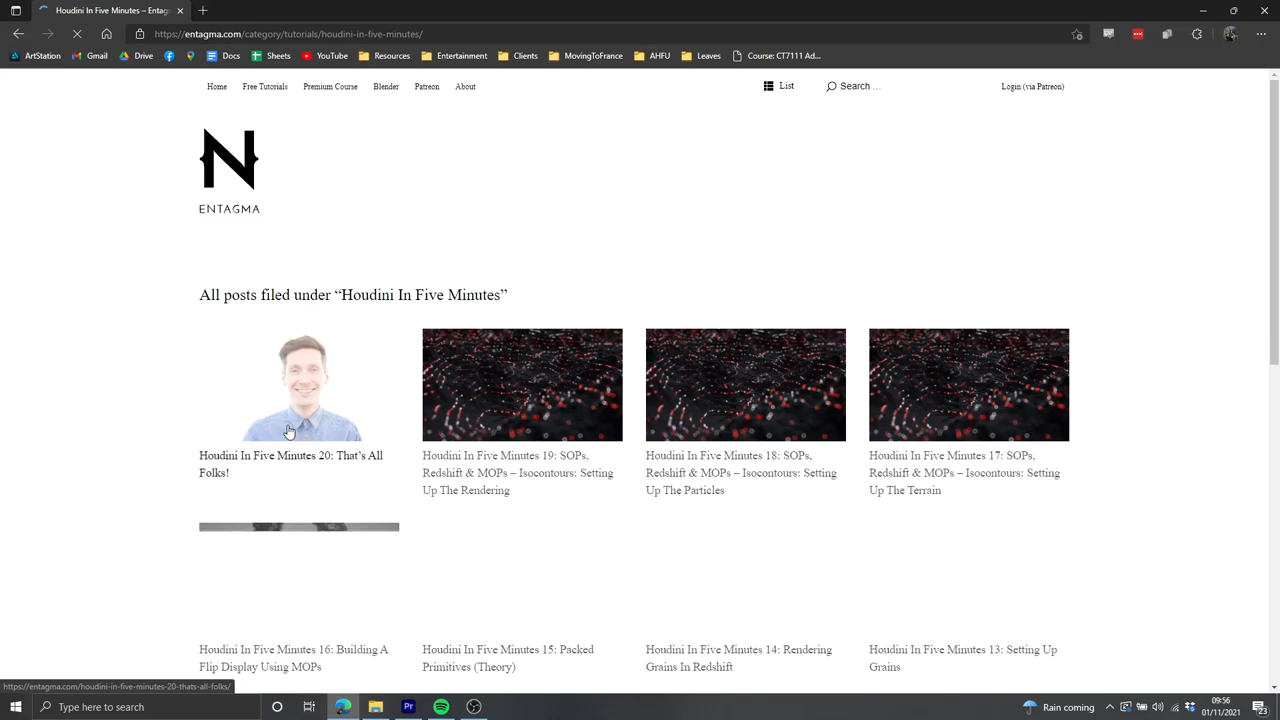 Houdini In Five Minutes – Entag
https://entagma.com/category/tutorials/houdini-in-five-minutes/
ArtStation Gmail Drive Docs Sheets YouTube Resources Entertainment Clients MovingToFrance AHFU Leaves Course: CT7111 Ad...
Home Free Tutorials Premium Course Blender Patreon About List Search ... Login (via Patreon)
N
ENTAGMA
All posts filed under “Houdini In Five Minutes”
Houdini In Five Minutes 20: That’s All
Folks!
Houdini In Five Minutes 19: SOPs,
Redshift & MOPs – Isocontours: Setting
Up The Rendering
Houdini In Five Minutes 18: SOPs,
Redshift & MOPs – Isocontours: Setting
Up The Particles
Houdini In Five Minutes 17: SOPs,
Redshift & MOPs – Isocontours: Setting
Up The Terrain
Houdini In Five Minutes 16: Building A
Flip Display Using MOPs
Houdini In Five Minutes 15: Packed
Primitives (Theory)
Houdini In Five Minutes 14: Rendering
Grains In Redshift
Houdini In Five Minutes 13: Setting Up
Grains
https://entagma.com/houdini-in-five-minutes-20-thats-all-folks/
Type here to search
Pr
Rain coming
09:56
01/11/2021
23